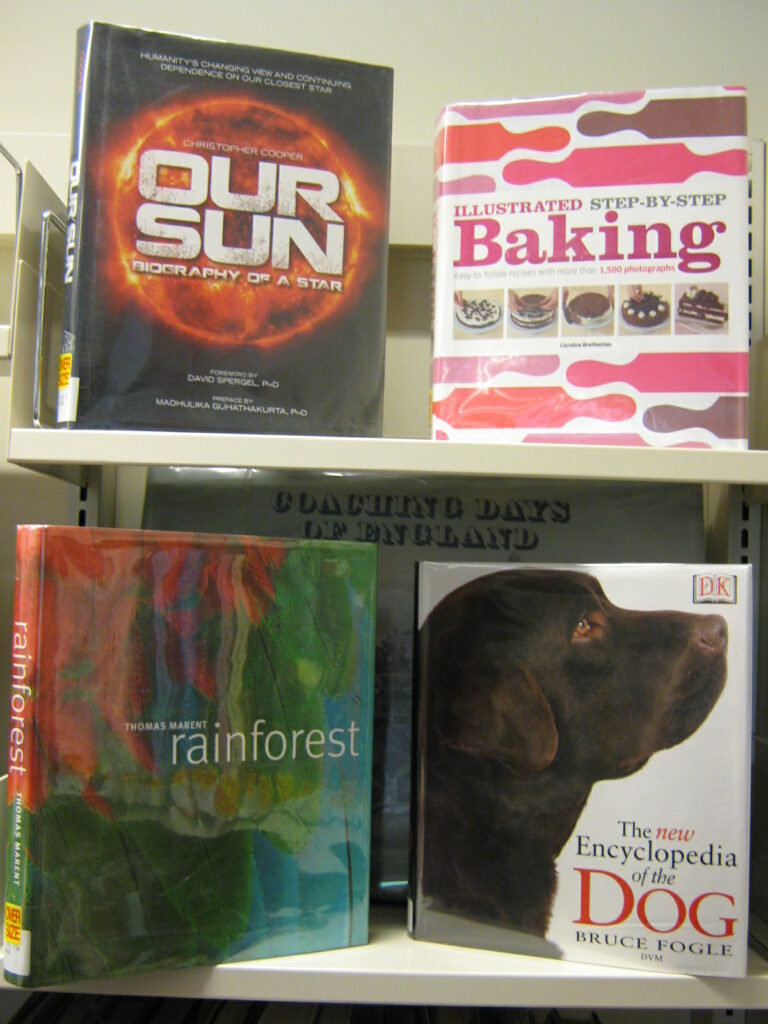 HUMANITY'S CHANGING VIEW AND CONTINUING
DEPENDENCE ON OUR CLOSEST STAR
CHRISTOPHER COOPER
OUR
SUN
BIOGRAPHY OF A STAR
FOREWORD BY
DAVID SPERGEL, PhD
PREFACE BY
MADHULIKA GUHATHAKURTA, PhD
OUR SUN
ILLUSTRATED STEP-BY-STEP
Baking
easy-to-follow recipes with more than 1,500 photographs
Caroline Bretherton
COACHING DAYS
OF ENGLAND
rainforest
THOMAS MARENT
OVER
SIZE
THOMAS MARENT
rainforest
DK
The new
Encyclopedia
of the
DOG
BRUCE FOGLE
DVM